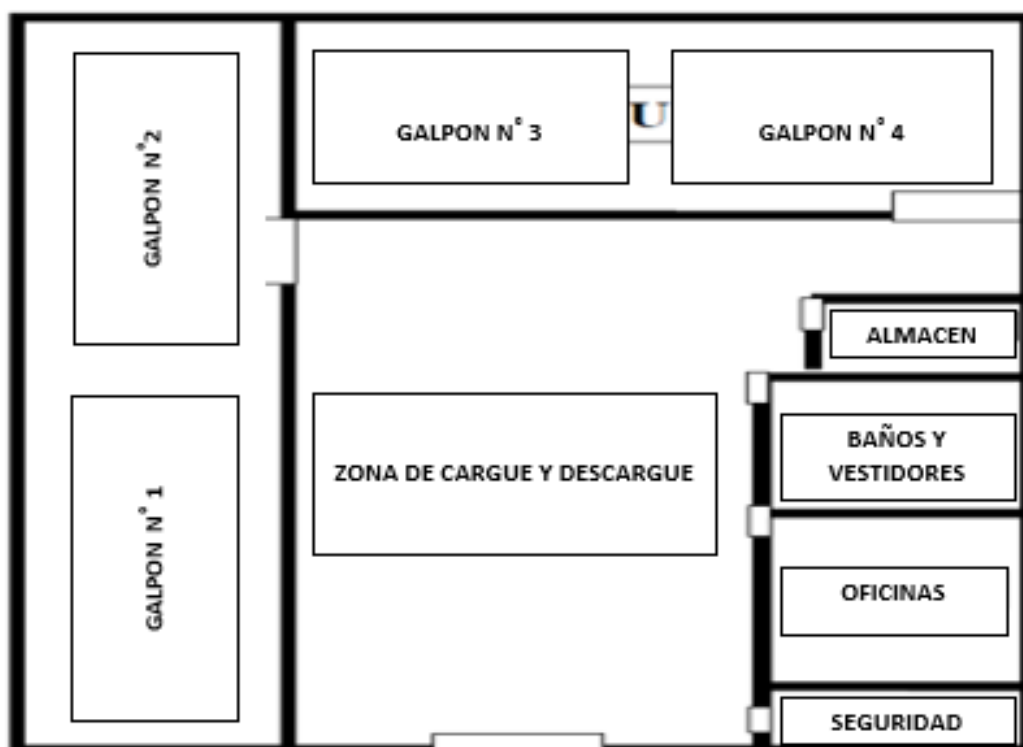 GALPON N° 2
GALPON N° 3
U
GALPON N° 4
ALMACEN
BAÑOS Y
VESTIDORES
ZONA DE CARGUE Y DESCARGUE
GALPON N° 1
OFICINAS
SEGURIDAD